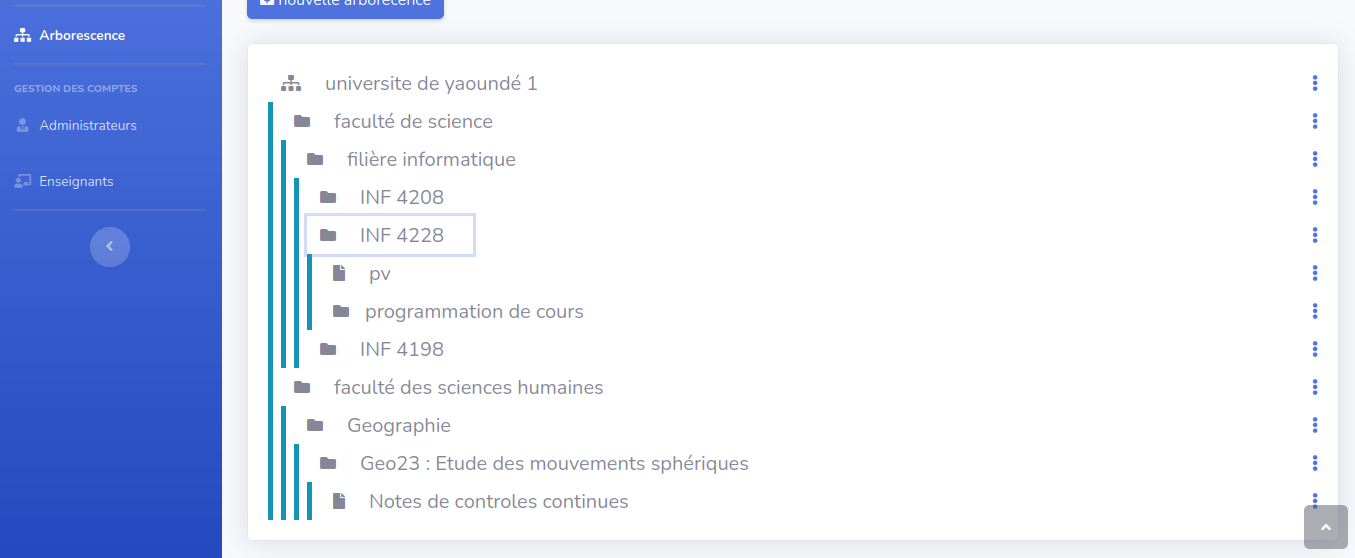 nouvelle arborecence
Arborescence
GESTION DES COMPTES
Administrateurs
Enseignants
universite de yaoundé 1
faculté de science
filière informatique
INF 4208
INF 4228
pv
programmation de cours
INF 4198
faculté des sciences humaines
Geographie
Geo23 : Etude des mouvements sphériques
Notes de controles continues